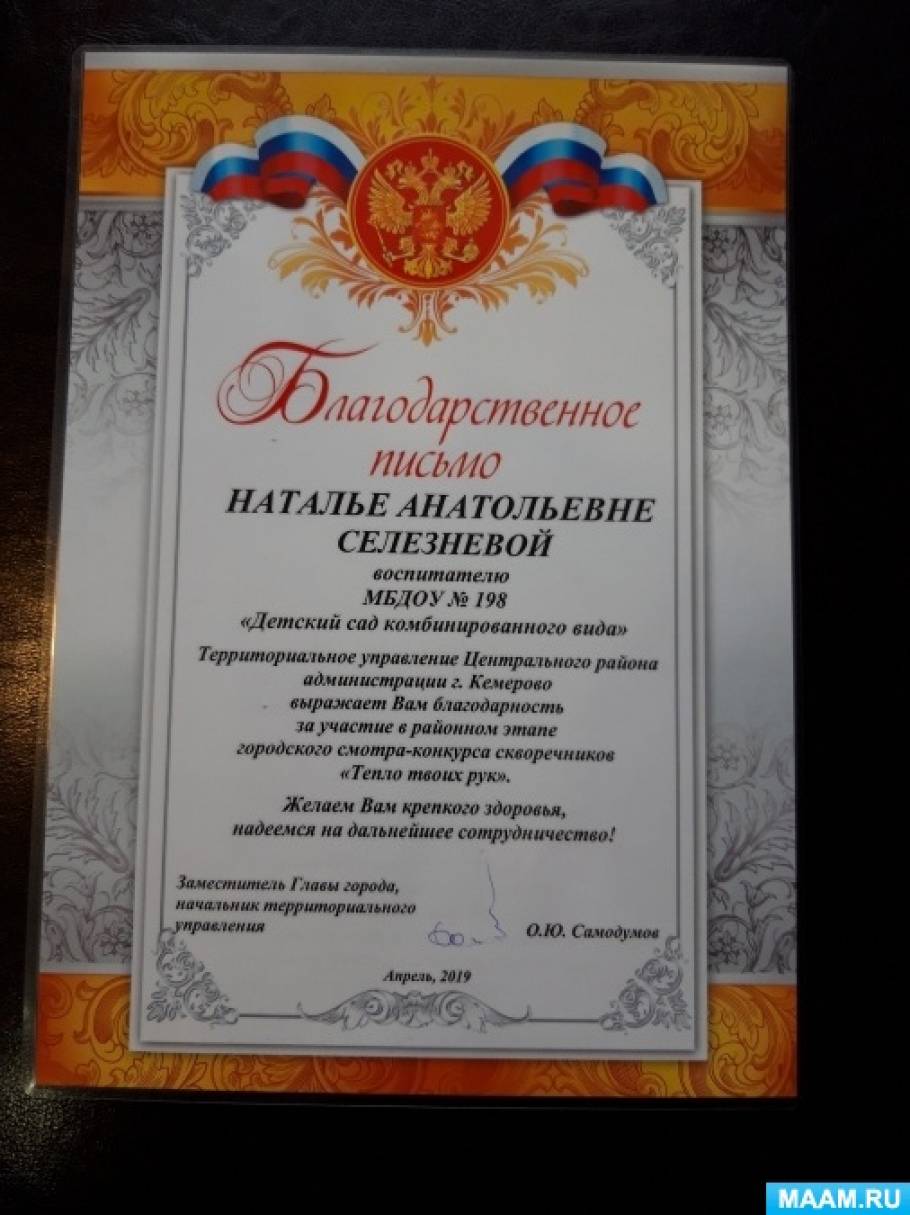 Благодарственное
письмо
НАТАЛЬЕ АНАТОЛЬЕВНЕ
СЕЛЕЗНЕВОЙ
воспитателю
МБДОУ № 198
«Детский сад комбинированного вида»
Территориальное управление Центрального района
администрации г. Кемерово
выражает Вам благодарность
за участие в районном этапе
городского смотра-конкурса скворечников
«Тепло твоих рук».
Желаем Вам крепкого здоровья,
надеемся на дальнейшее сотрудничество!
Заместитель Главы города,
начальник территориального
управления
О.Ю. Самодумов
Апрель, 2019
MAAM.RU